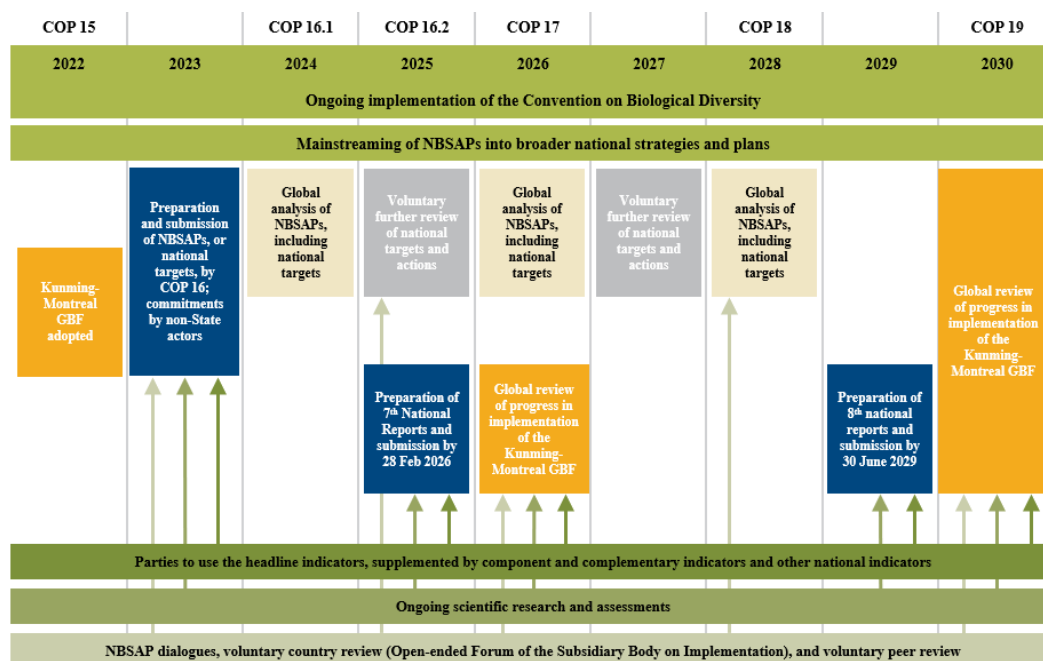 COP 15
COP 16.1
COP 16.2
COP 17
COP 18
COP 19
2022
2023
2024
2025
2026
2027
2028
2029
2030
Ongoing implementation of the Convention on Biological Diversity
Mainstreaming of NBSAPs into broader national strategies and plans
Kunming-
Montreal
GBF
adopted
Preparation
and submission
of NBSAPs, or
national
targets, by
COP 16;
commitments
by non-State
actors
Global
analysis of
NBSAPs,
including
national
targets
Voluntary
further review
of national
targets and
actions
Global
analysis of
NBSAPs,
including
national
targets
Voluntary
further review
of national
targets and
actions
Global
analysis of
NBSAPs,
including
national
targets
Preparation of
7th National
Reports and
submission by
28 Feb 2026
Global review
of progress in
implementation
of the
Kunming-
Montreal GBF
Preparation of
8th national
reports and
submission by
30 June 2029
Global review
of progress in
implementation
of the
Kunming-
Montreal GBF
Parties to use the headline indicators, supplemented by component and complementary indicators and other national indicators
Ongoing scientific research and assessments
NBSAP dialogues, voluntary country review (Open-ended Forum of the Subsidiary Body on Implementation), and voluntary peer review